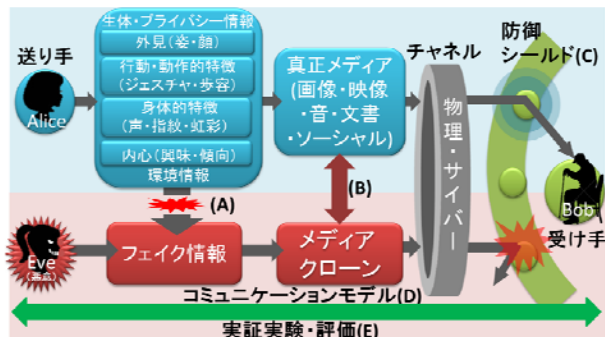 生体・プライバシー情報
外見(姿・顔)
行動・動作的特徴
(ジェスチャ・歩容)
身体的特徴
(声・指紋・虹彩)
内心(興味・傾向)
環境情報
送り手
Alice
真正メディア
(画像・映像
・音・文書
・ソーシャル)
チャネル
物理・サイバー
防御
シールド(C)
Bob
受け手
(A)
(B)
Eve
(悪意)
フェイク情報
メディア
クローン
コミュニケーションモデル(D)
実証実験・評価(E)